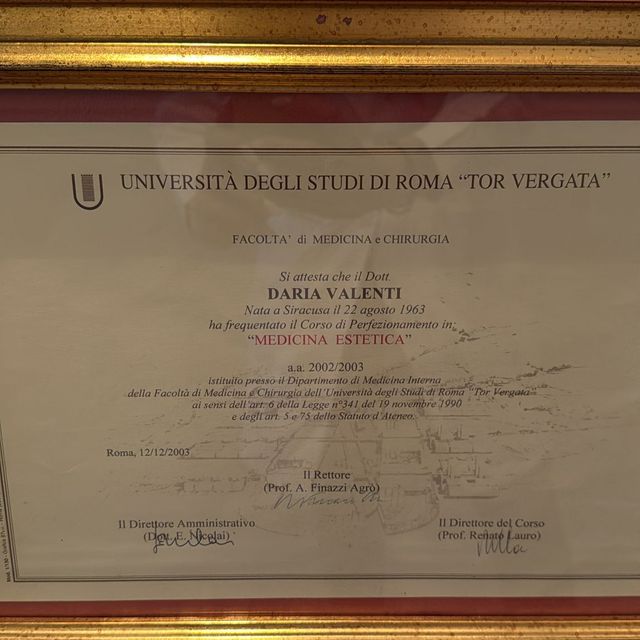 UNIVERSITÀ DEGLI STUDI DI ROMA “TOR VERGATA”
FACOLTA’ di MEDICINA e CHIRURGIA
Si attesta che il Dott.
DARIA VALENTI
Nata a Siracusa il 22 agosto 1963
ha frequentato il Corso di Perfezionamento in:
“MEDICINA ESTETICA”
a.a. 2002/2003
istituito presso il Dipartimento di Medicina Interna
della Facoltà di Medicina e Chirurgia dell’Università degli Studi di Roma “Tor Vergata”
ai sensi dell’art. 6 della Legge n°341 del 19 novembre 1990
e degli art. 5 e 75 dello Statuto d’Ateneo.
Roma, 12/12/2003
Il Rettore
(Prof. A. Finazzi Agrò)
Il Direttore Amministrativo
(Dott. E. Nicolai)
Il Direttore del Corso
(Prof. Renato Lauro)